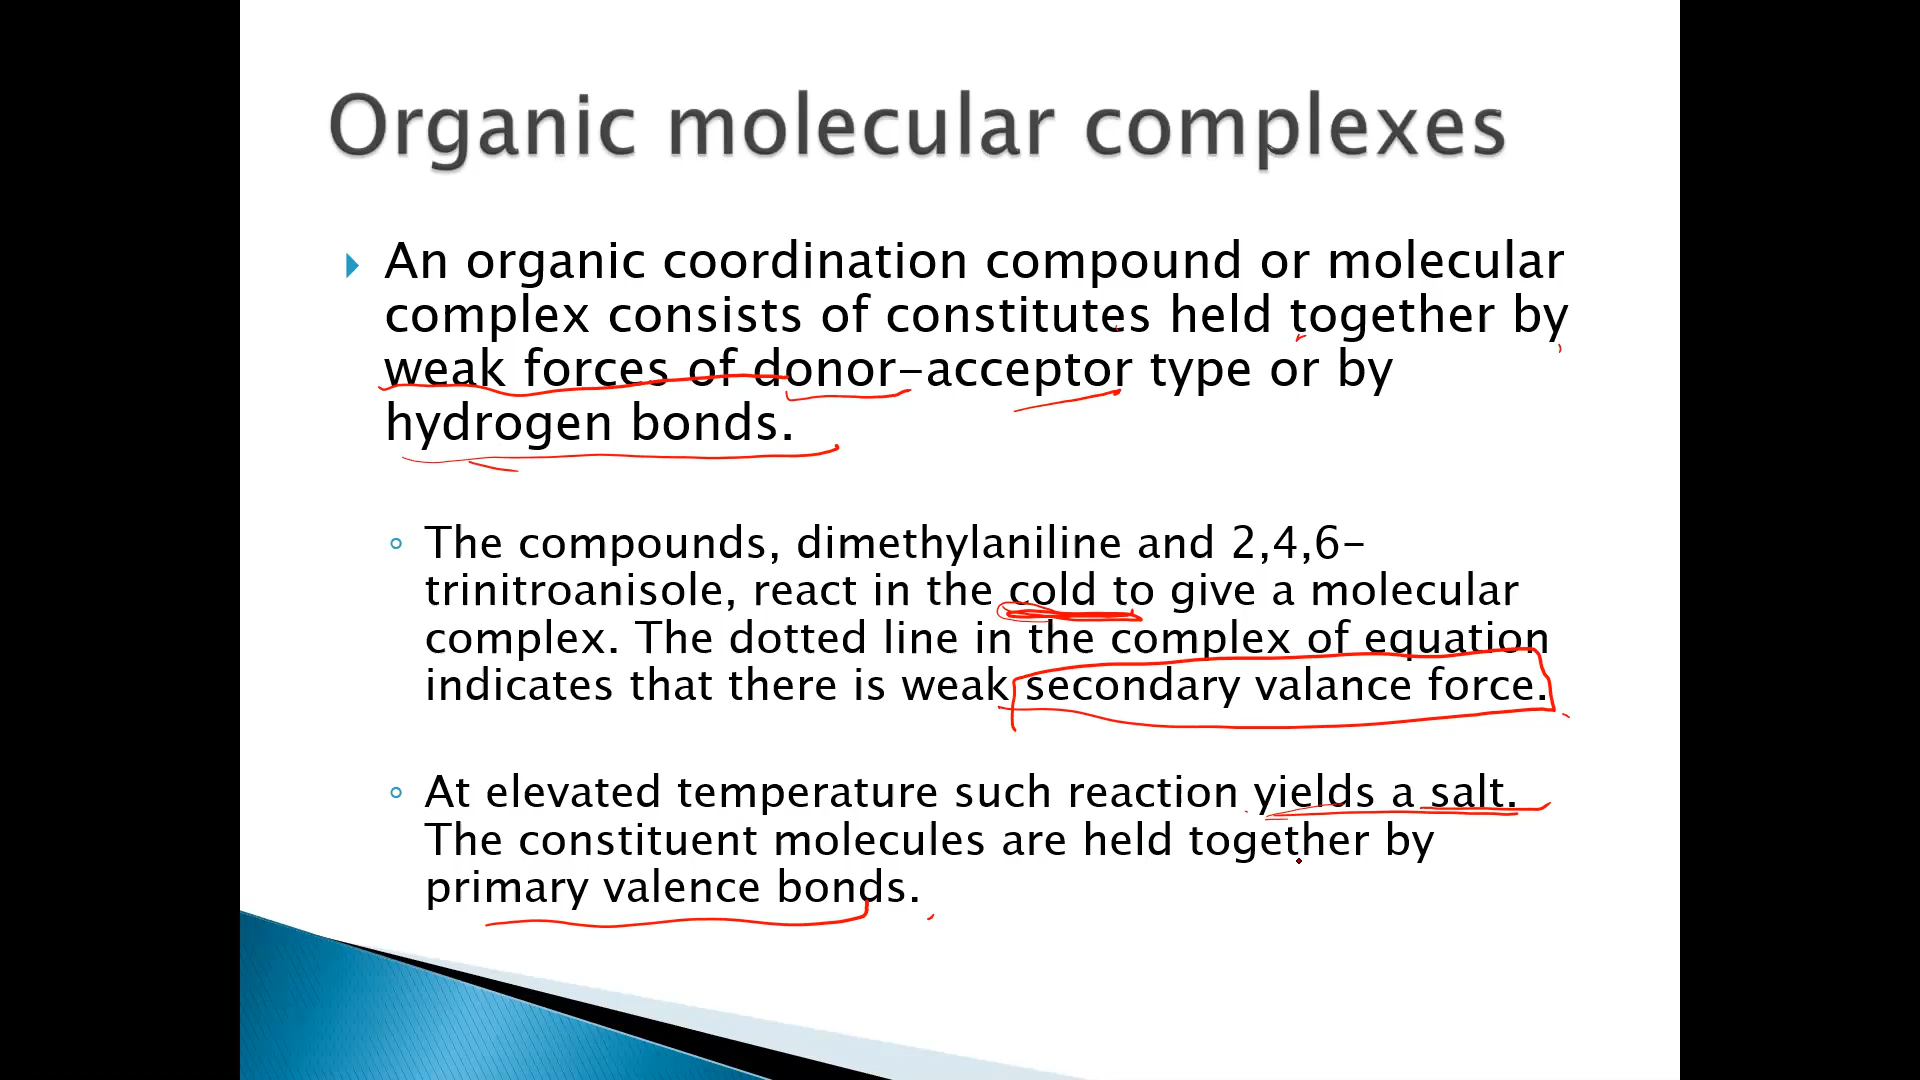 Organic molecular complexes
An organic coordination compound or molecular
complex consists of constitutes held together by
weak forces of donor-acceptor type or by
hydrogen bonds.
The compounds, dimethylaniline and 2,4,6-
trinitroanisole, react in the cold to give a molecular
complex. The dotted line in the complex of equation
indicates that there is weak secondary valance force.
At elevated temperature such reaction yields a salt.
The constituent molecules are held together by
primary valence bonds.